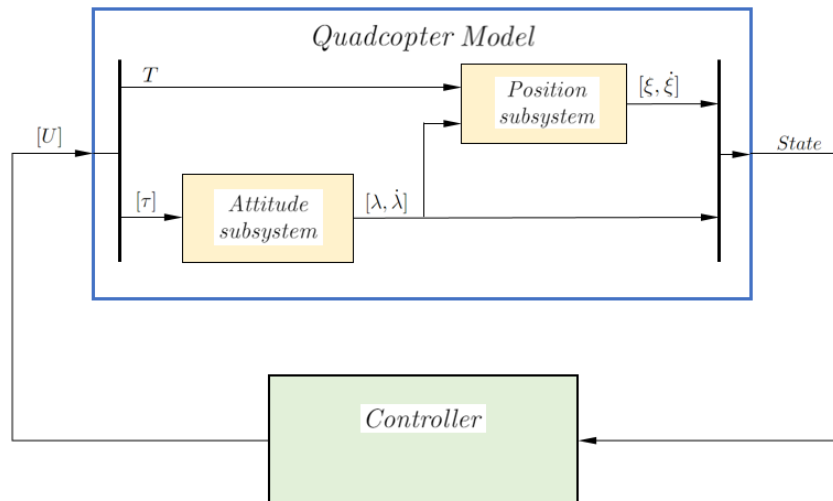 Quadcopter Model
T
Position
subsystem
[ξ, ξ̇]
[U]
State
[τ]
Attitude
subsystem
[λ, λ̇]
Controller